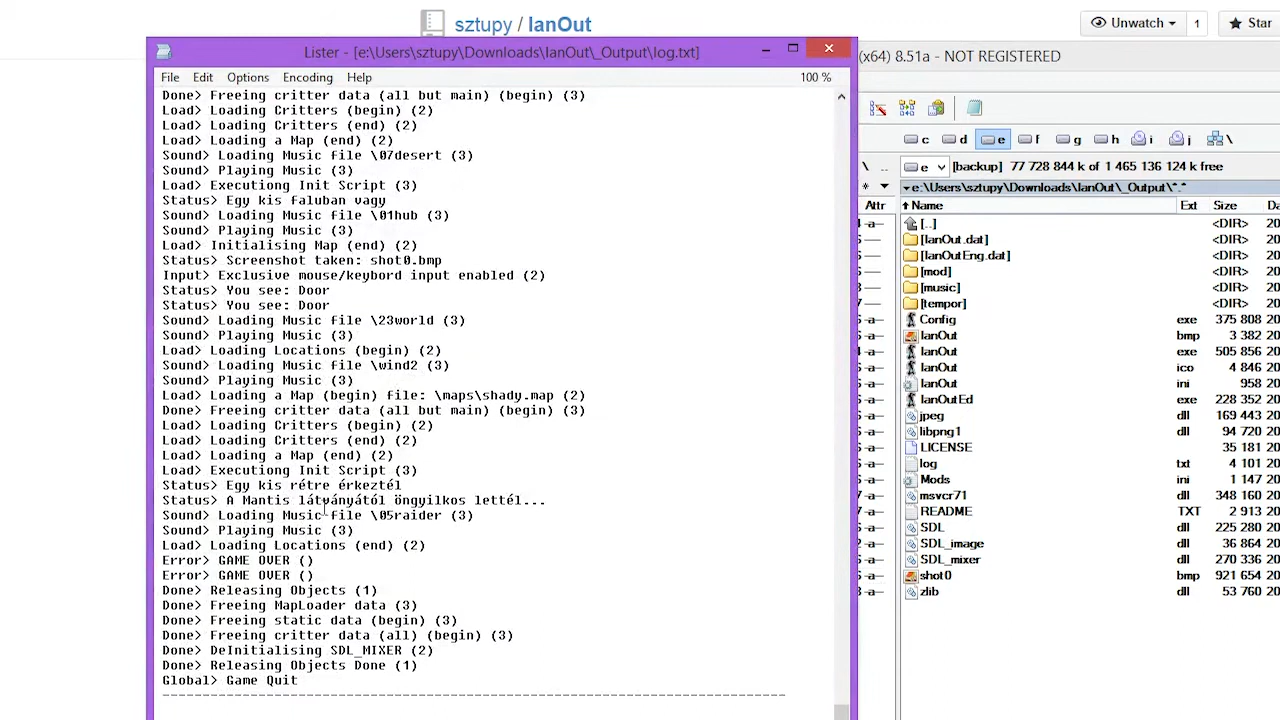 sztupy / IanOut
Unwatch
1
Star
Lister - [e:\Users\sztupy\Downloads\IanOut\_Output\log.txt]
(x64) 8.51a - NOT REGISTERED
File Edit Options Encoding Help
100 %
Done> Freeing critter data (all but main) (begin) (3)
Load> Loading Critters (begin) (2)
Load> Loading Critters (end) (2)
Load> Loading a Map (end) (2)
Sound> Loading Music file \07desert (3)
Sound> Playing Music (3)
Load> Executiong Init Script (3)
Status> Egy kis faluban vagy
Sound> Loading Music file \01hub (3)
Sound> Playing Music (3)
Load> Initialising Map (end) (2)
Status> Screenshot taken: shot0.bmp
Input> Exclusive mouse/keybord input enabled (2)
Status> You see: Door
Status> You see: Door
Sound> Loading Music file \23world (3)
Sound> Playing Music (3)
Load> Loading Locations (begin) (2)
Sound> Loading Music file \wind2 (3)
Sound> Playing Music (3)
Load> Loading a Map (begin) file: \maps\shady.map (2)
Done> Freeing critter data (all but main) (begin) (3)
Load> Loading Critters (begin) (2)
Load> Loading Critters (end) (2)
Load> Loading a Map (end) (2)
Load> Executiong Init Script (3)
Status> Egy kis rétre érkeztél
Status> A Mantis látványától öngyilkos lettél...
Sound> Loading Music file \05raider (3)
Sound> Playing Music (3)
Load> Loading Locations (end) (2)
Error> GAME OVER ()
Error> GAME OVER ()
Done> Releasing Objects (1)
Done> Freeing MapLoader data (3)
Done> Freeing static data (begin) (3)
Done> Freeing critter data (all) (begin) (3)
Done> DeInitialising SDL_MIXER (2)
Done> Releasing Objects Done (1)
Global> Game Quit
------------------------------------------------------------------------------
c d e f g h i j \
\ .. e [backup] 77 728 844 k of 1 465 136 124 k free
* e:\Users\sztupy\Downloads\IanOut\_Output\*.*
Attr Name Ext Size
[..] <DIR>
[IanOut.dat] <DIR>
[IanOutEng.dat] <DIR>
[mod] <DIR>
[music] <DIR>
[tempor] <DIR>
Config exe 375 808
IanOut bmp 3 382
IanOut exe 505 856
IanOut ico 4 846
IanOut ini 958
IanOutEd exe 228 352
jpeg dll 169 443
libpng1 dll 94 720
LICENSE 35 181
log txt 4 101
Mods ini 1 147
msvcr71 dll 348 160
README TXT 2 913
SDL dll 225 280
SDL_image dll 36 864
SDL_mixer dll 270 336
shot0 bmp 921 654
zlib dll 53 760